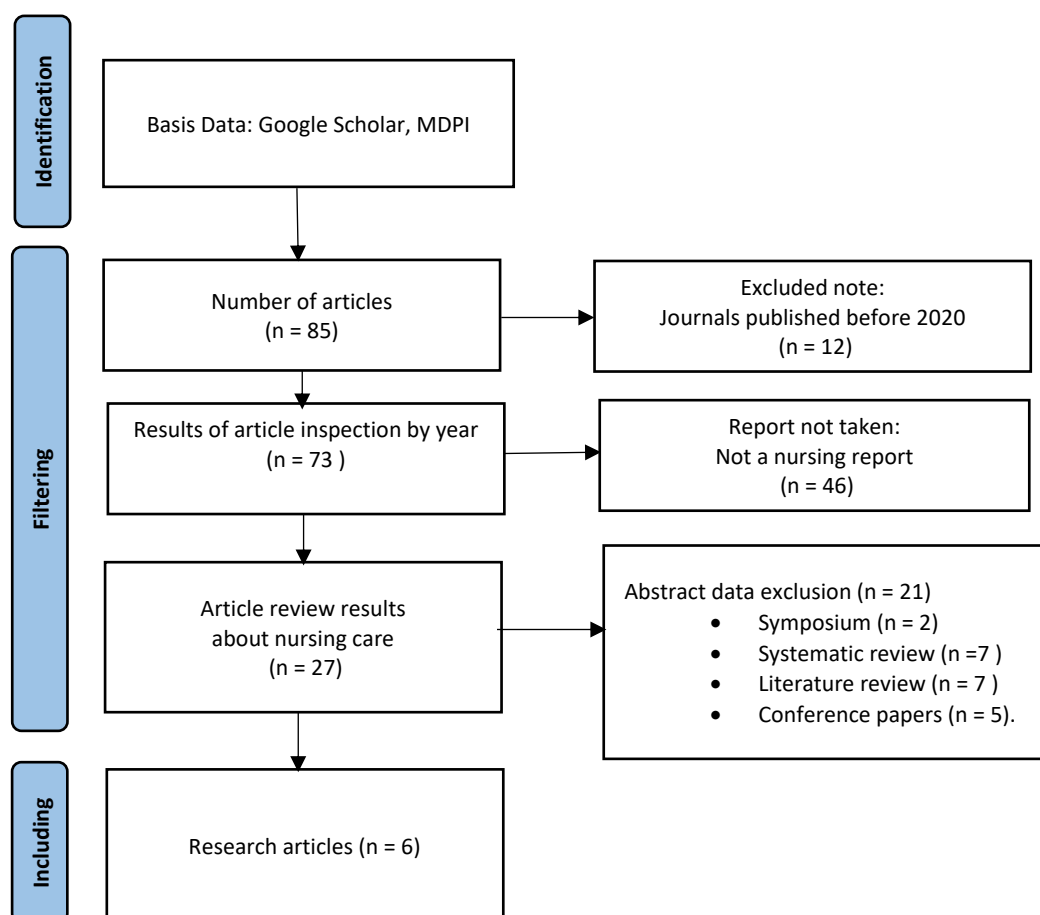 Identification
Basis Data: Google Scholar, MDPI
Filtering
Number of articles
(n = 85)
Excluded note:
Journals published before 2020
(n = 12)
Results of article inspection by year
(n = 73 )
Report not taken:
Not a nursing report
(n = 46)
Article review results
about nursing care
(n = 27)
Abstract data exclusion (n = 21)
• Symposium (n = 2)
• Systematic review (n =7 )
• Literature review (n = 7 )
• Conference papers (n = 5).
Including
Research articles (n = 6)